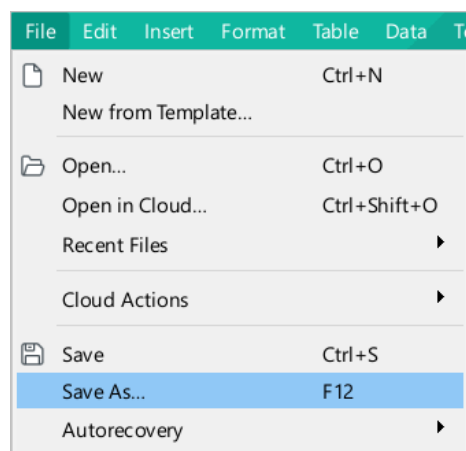 File Edit Insert Format Table Data
New Ctrl+N
New from Template...
Open... Ctrl+O
Open in Cloud... Ctrl+Shift+O
Recent Files
Cloud Actions
Save Ctrl+S
Save As... F12
Autorecovery